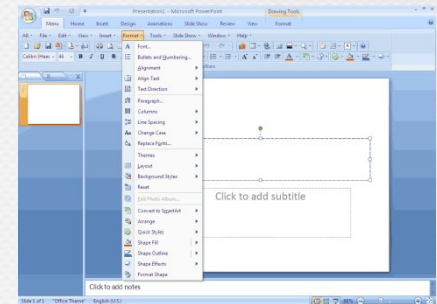 Presentation1 - Microsoft PowerPoint
Drawing Tools
Menu Home Insert Design Animations Slide Show Review View Format
All File Edit View Insert Format Tools Slide Show Window Help
Calibri (Headi 44 B
Font...
Bullets and Numbering...
Alignment
Align Text
Text Direction
Paragraph...
Columns
Line Spacing
Change Case
Replace Fonts...
Themes
Layout
Background Styles
Reset
Edit Photo Album...
Convert to SmartArt
Arrange
Quick Styles
Shape Fill
Shape Outline
Shape Effects
Format Shape
Click to add subtitle
Click to add notes
Slide 1 of 1 "Office Theme" English (U.S.)